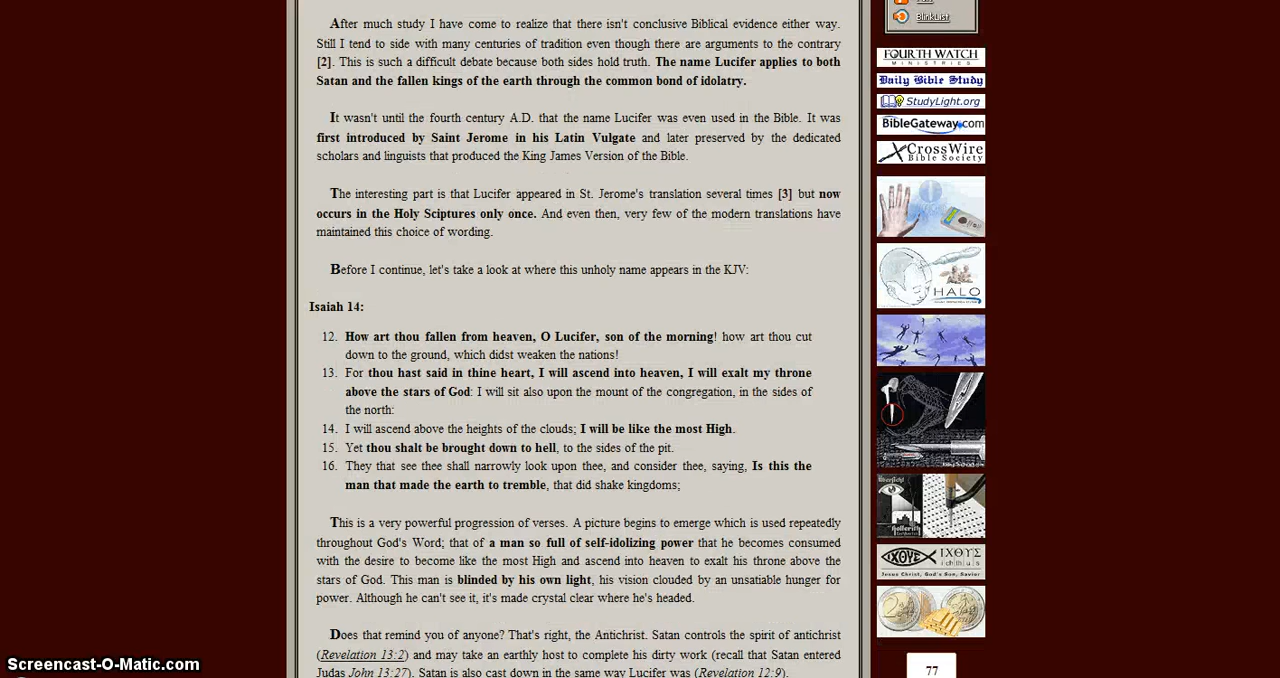 After much study I have come to realize that there isn't conclusive Biblical evidence either way.
Still I tend to side with many centuries of tradition even though there are arguments to the contrary
[2]. This is such a difficult debate because both sides hold truth. The name Lucifer applies to both
Satan and the fallen kings of the earth through the common bond of idolatry.
It wasn't until the fourth century A.D. that the name Lucifer was even used in the Bible. It was
first introduced by Saint Jerome in his Latin Vulgate and later preserved by the dedicated
scholars and linguists that produced the King James Version of the Bible.
The interesting part is that Lucifer appeared in St. Jerome's translation several times [3] but now
occurs in the Holy Sciptures only once. And even then, very few of the modern translations have
maintained this choice of wording.
Before I continue, let's take a look at where this unholy name appears in the KJV:
Isaiah 14:
12. How art thou fallen from heaven, O Lucifer, son of the morning! how art thou cut
down to the ground, which didst weaken the nations!
13. For thou hast said in thine heart, I will ascend into heaven, I will exalt my throne
above the stars of God: I will sit also upon the mount of the congregation, in the sides of
the north:
14. I will ascend above the heights of the clouds; I will be like the most High.
15. Yet thou shalt be brought down to hell, to the sides of the pit.
16. They that see thee shall narrowly look upon thee, and consider thee, saying, Is this the
man that made the earth to tremble, that did shake kingdoms;
This is a very powerful progression of verses. A picture begins to emerge which is used repeatedly
throughout God's Word; that of a man so full of self-idolizing power that he becomes consumed
with the desire to become like the most High and ascend into heaven to exalt his throne above the
stars of God. This man is blinded by his own light, his vision clouded by an unsatiable hunger for
power. Although he can't see it, it's made crystal clear where he's headed.
Does that remind you of anyone? That's right, the Antichrist. Satan controls the spirit of antichrist
(Revelation 13:2) and may take an earthly host to complete his dirty work (recall that Satan entered
Judas John 13:27). Satan is also cast down in the same way Lucifer was (Revelation 12:9).
BlinkList
FOURTH WATCH
MINISTRIES
Daily Bible Study
StudyLight.org
BibleGateway.com
CrossWire
Bible Society
HALO
ΙΧΘΥΣ
ichthus
Jesus Christ, God's Son, Savior
77
Screencast-O-Matic.com